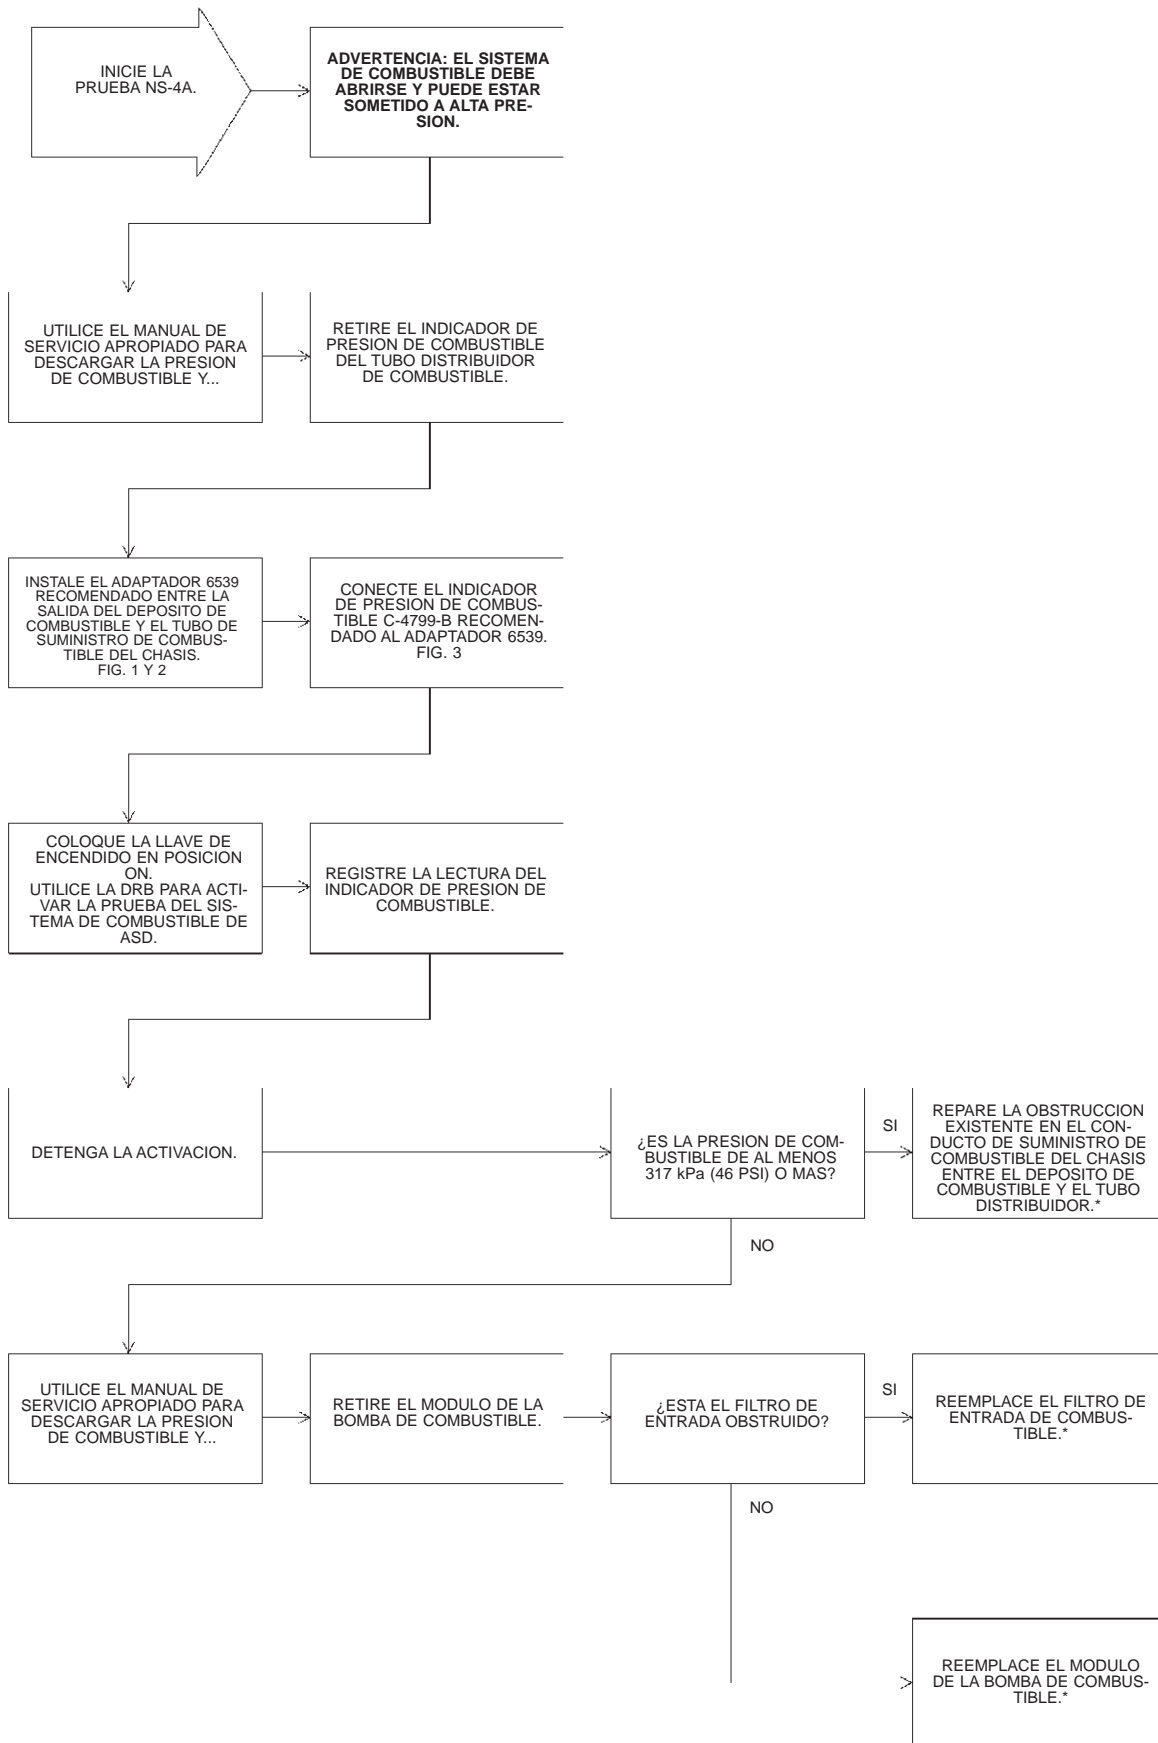 INICIE LA
PRUEBA NS-4A.
ADVERTENCIA: EL SISTEMA
DE COMBUSTIBLE DEBE
ABRIRSE Y PUEDE ESTAR
SOMETIDO A ALTA PRE-
SION.
UTILICE EL MANUAL DE
SERVICIO APROPIADO PARA
DESCARGAR LA PRESION
DE COMBUSTIBLE Y...
RETIRE EL INDICADOR DE
PRESION DE COMBUSTIBLE
DEL TUBO DISTRIBUIDOR
DE COMBUSTIBLE.
INSTALE EL ADAPTADOR 6539
RECOMENDADO ENTRE LA
SALIDA DEL DEPOSITO DE
COMBUSTIBLE Y EL TUBO DE
SUMINISTRO DE COMBUS-
TIBLE DEL CHASIS.
FIG. 1 Y 2
CONECTE EL INDICADOR
DE PRESION DE COMBUS-
TIBLE C-4799-B RECOMEN-
DADO AL ADAPTADOR 6539.
FIG. 3
COLOQUE LA LLAVE DE
ENCENDIDO EN POSICION
ON.
UTILICE LA DRB PARA ACTI-
VAR LA PRUEBA DEL SIS-
TEMA DE COMBUSTIBLE DE
ASD.
REGISTRE LA LECTURA DEL
INDICADOR DE PRESION DE
COMBUSTIBLE.
DETENGA LA ACTIVACION.
¿ES LA PRESION DE COM-
BUSTIBLE DE AL MENOS
317 kPa (46 PSI) O MAS?
SI
REPARE LA OBSTRUCCION
EXISTENTE EN EL CON-
DUCTO DE SUMINISTRO DE
COMBUSTIBLE DEL CHASIS
ENTRE EL DEPOSITO DE
COMBUSTIBLE Y EL TUBO
DISTRIBUIDOR.*
NO
UTILICE EL MANUAL DE
SERVICIO APROPIADO PARA
DESCARGAR LA PRESION
DE COMBUSTIBLE Y...
RETIRE EL MODULO DE LA
BOMBA DE COMBUSTIBLE.
¿ESTA EL FILTRO DE
ENTRADA OBSTRUIDO?
SI
REEMPLACE EL FILTRO DE
ENTRADA DE COMBUS-
TIBLE.*
NO
REEMPLACE EL MODULO
DE LA BOMBA DE COMBUS-
TIBLE.*